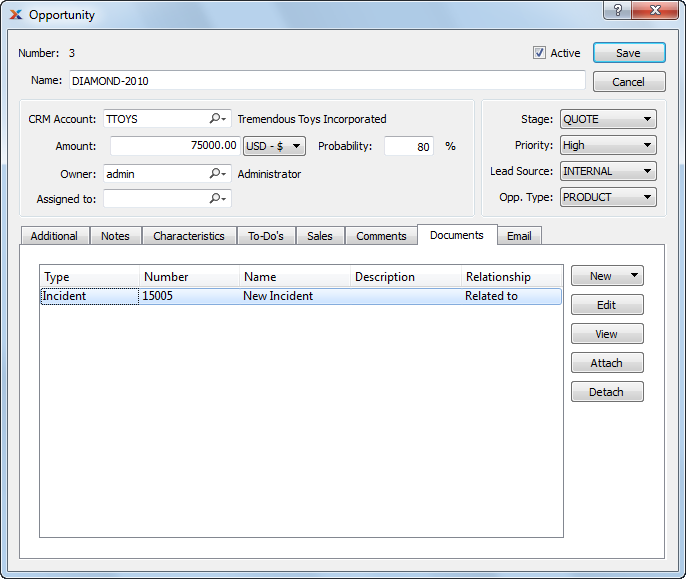 Opportunity
Number: 3
Active
Save
Name: DIAMOND-2010
Cancel
CRM Account: TTOYS Tremendous Toys Incorporated
Amount: 75000.00 USD - $ Probability: 80 %
Owner: admin Administrator
Assigned to:
Stage: QUOTE
Priority: High
Lead Source: INTERNAL
Opp. Type: PRODUCT
Additional Notes Characteristics To-Do's Sales Comments Documents Email
Type Number Name Description Relationship
Incident 15005 New Incident Related to
New
Edit
View
Attach
Detach